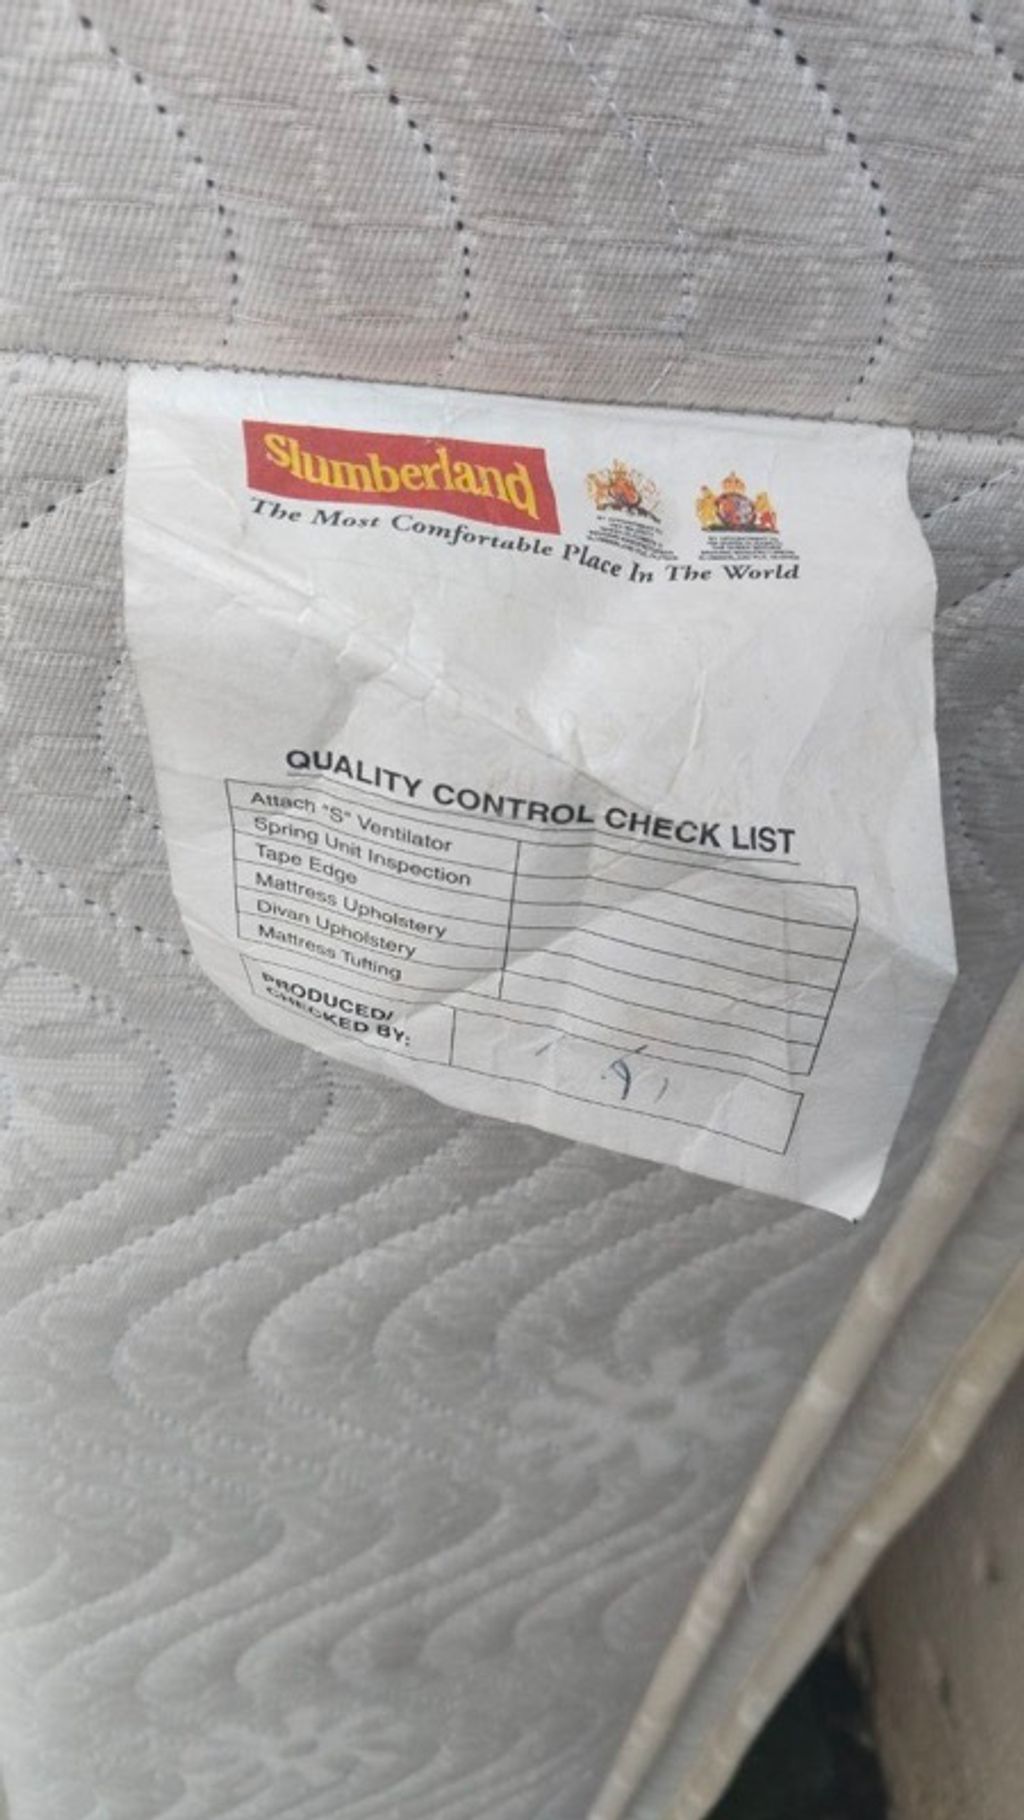 Slumberland
The Most Comfortable Place In The World
QUALITY CONTROL CHECK LIST
Attach "S" Ventilator
Spring Unit Inspection
Tape Edge
Mattress Upholstery
Divan Upholstery
Mattress Tufting
PRODUCED/
CHECKED BY: